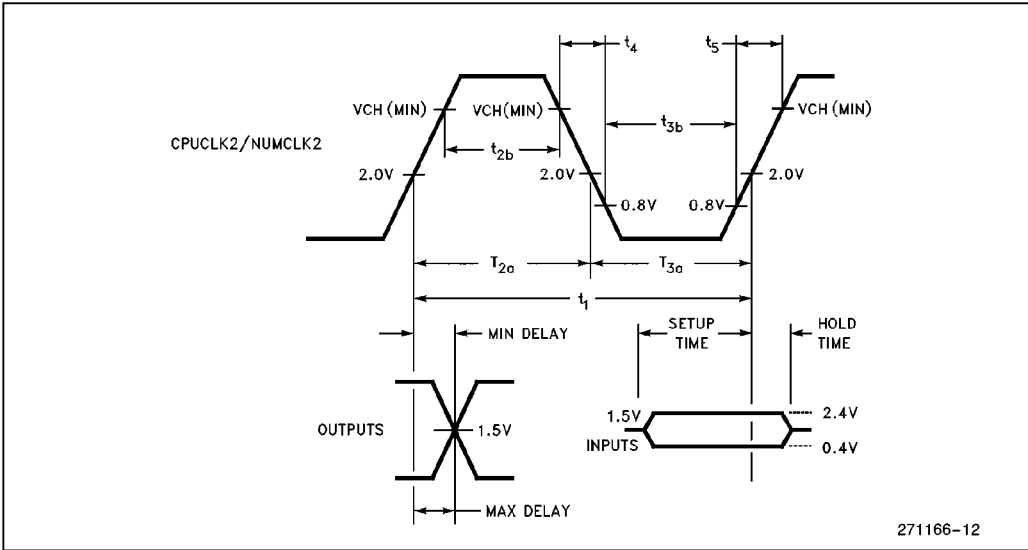 t4 t5
VCH (MIN) VCH(MIN) VCH (MIN)
t3b
CPUCLK2/NUMCLK2
t2b
2.0V 2.0V 2.0V
0.8V 0.8V
T2a T3a
t1
MIN DELAY
SETUP TIME
HOLD TIME
OUTPUTS
1.5V
1.5V
2.4V
INPUTS
0.4V
MAX DELAY
271166-12